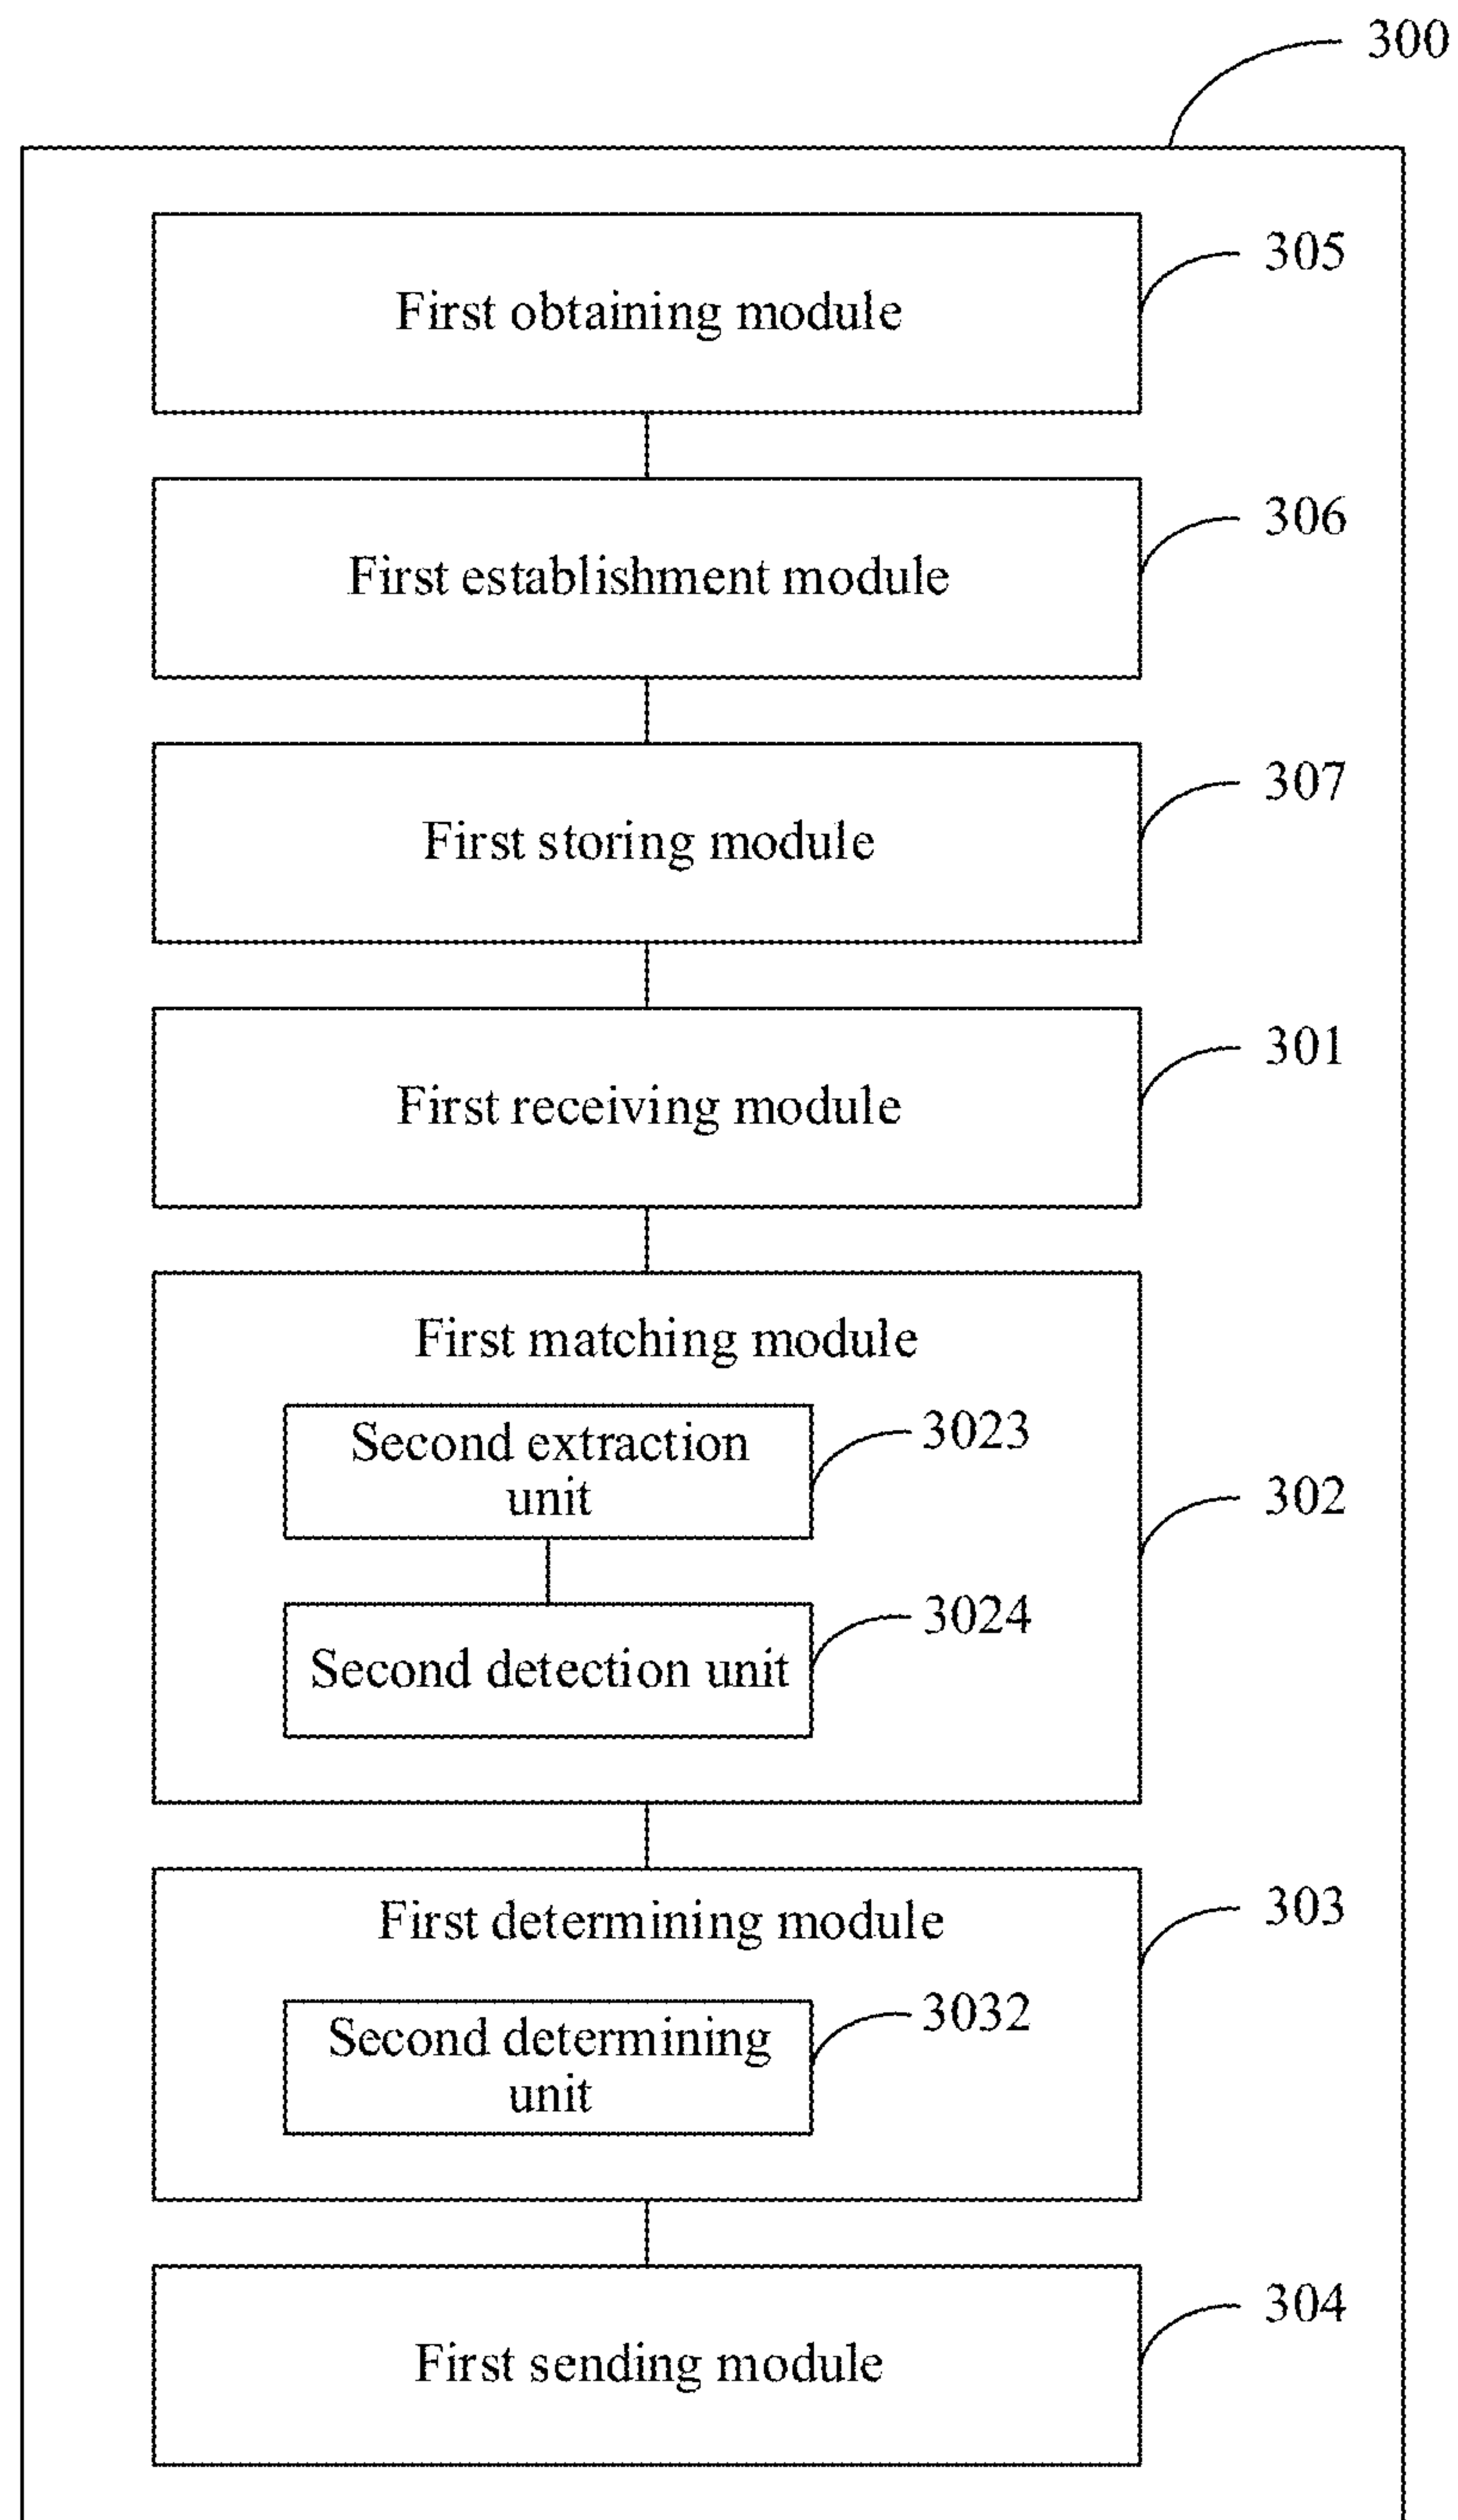 300
First obtaining module
305
First establishment module
306
First storing module
307
First receiving module
301
First matching module
Second extraction
unit
3023
302
Second detection unit
3024
First determining module
303
Second determining
unit
3032
First sending module
304